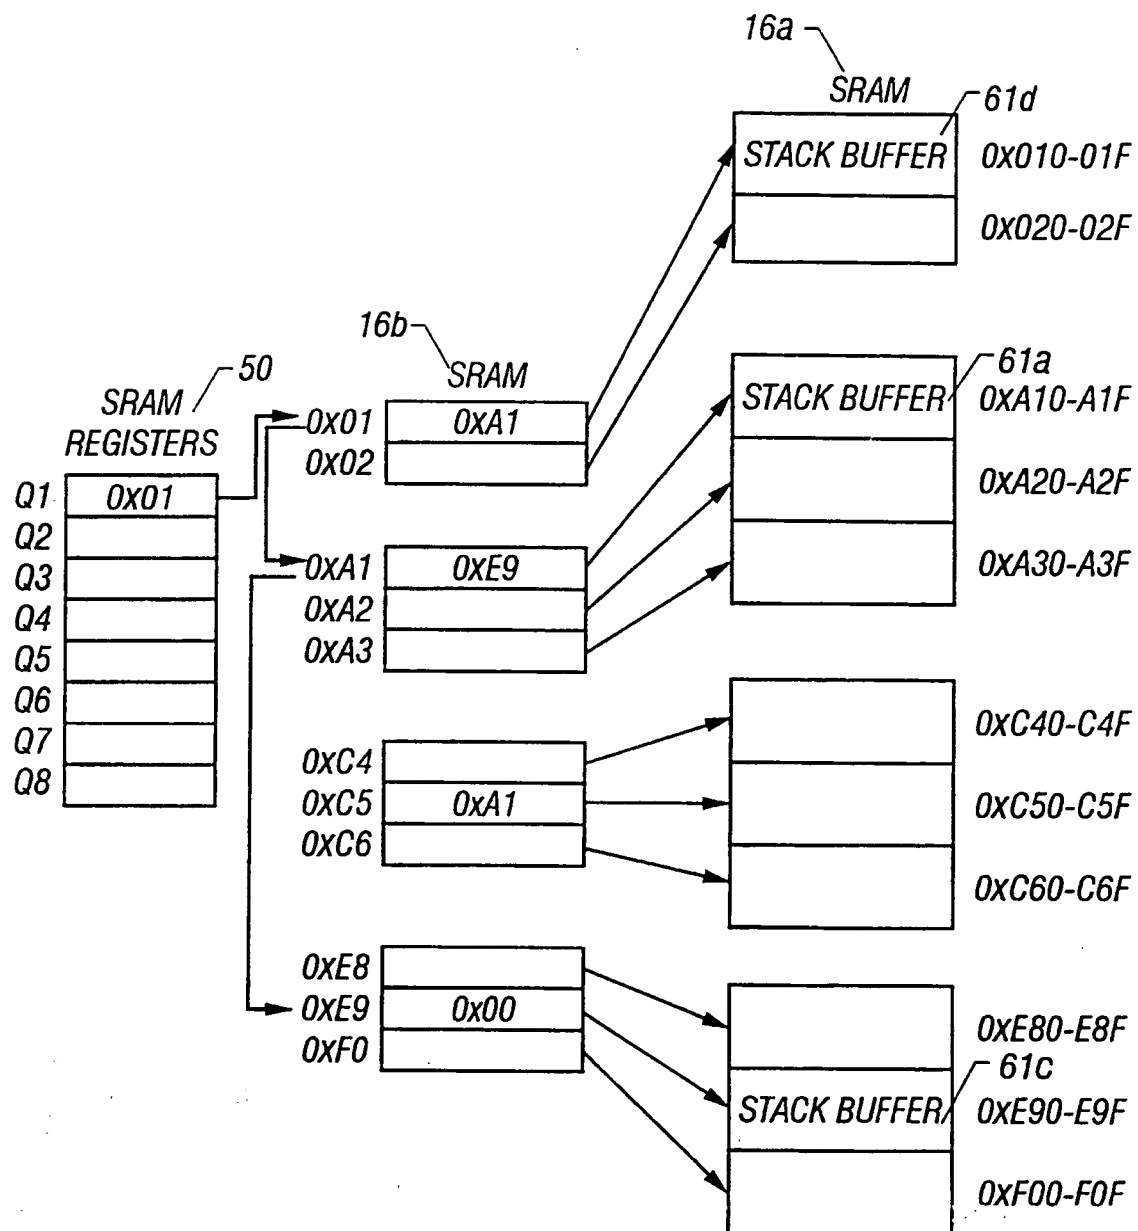 16a
SRAM
61d
STACK BUFFER 0X010-01F
0X020-02F
16b
SRAM
61a
STACK BUFFER 0XA10-A1F
0XA20-A2F
0XA30-A3F
50
SRAM
REGISTERS
Q1 0X01
Q2
Q3
Q4
Q5
Q6
Q7
Q8
0X01 0XA1
0X02
0XA1 0XE9
0XA2
0XA3
0XC4
0XC5 0XA1
0XC6
0XC40-C4F
0XC50-C5F
0XC60-C6F
0XE8
0XE9 0X00
0XF0
0XE80-E8F
61c
STACK BUFFER 0XE90-E9F
0XF00-F0F